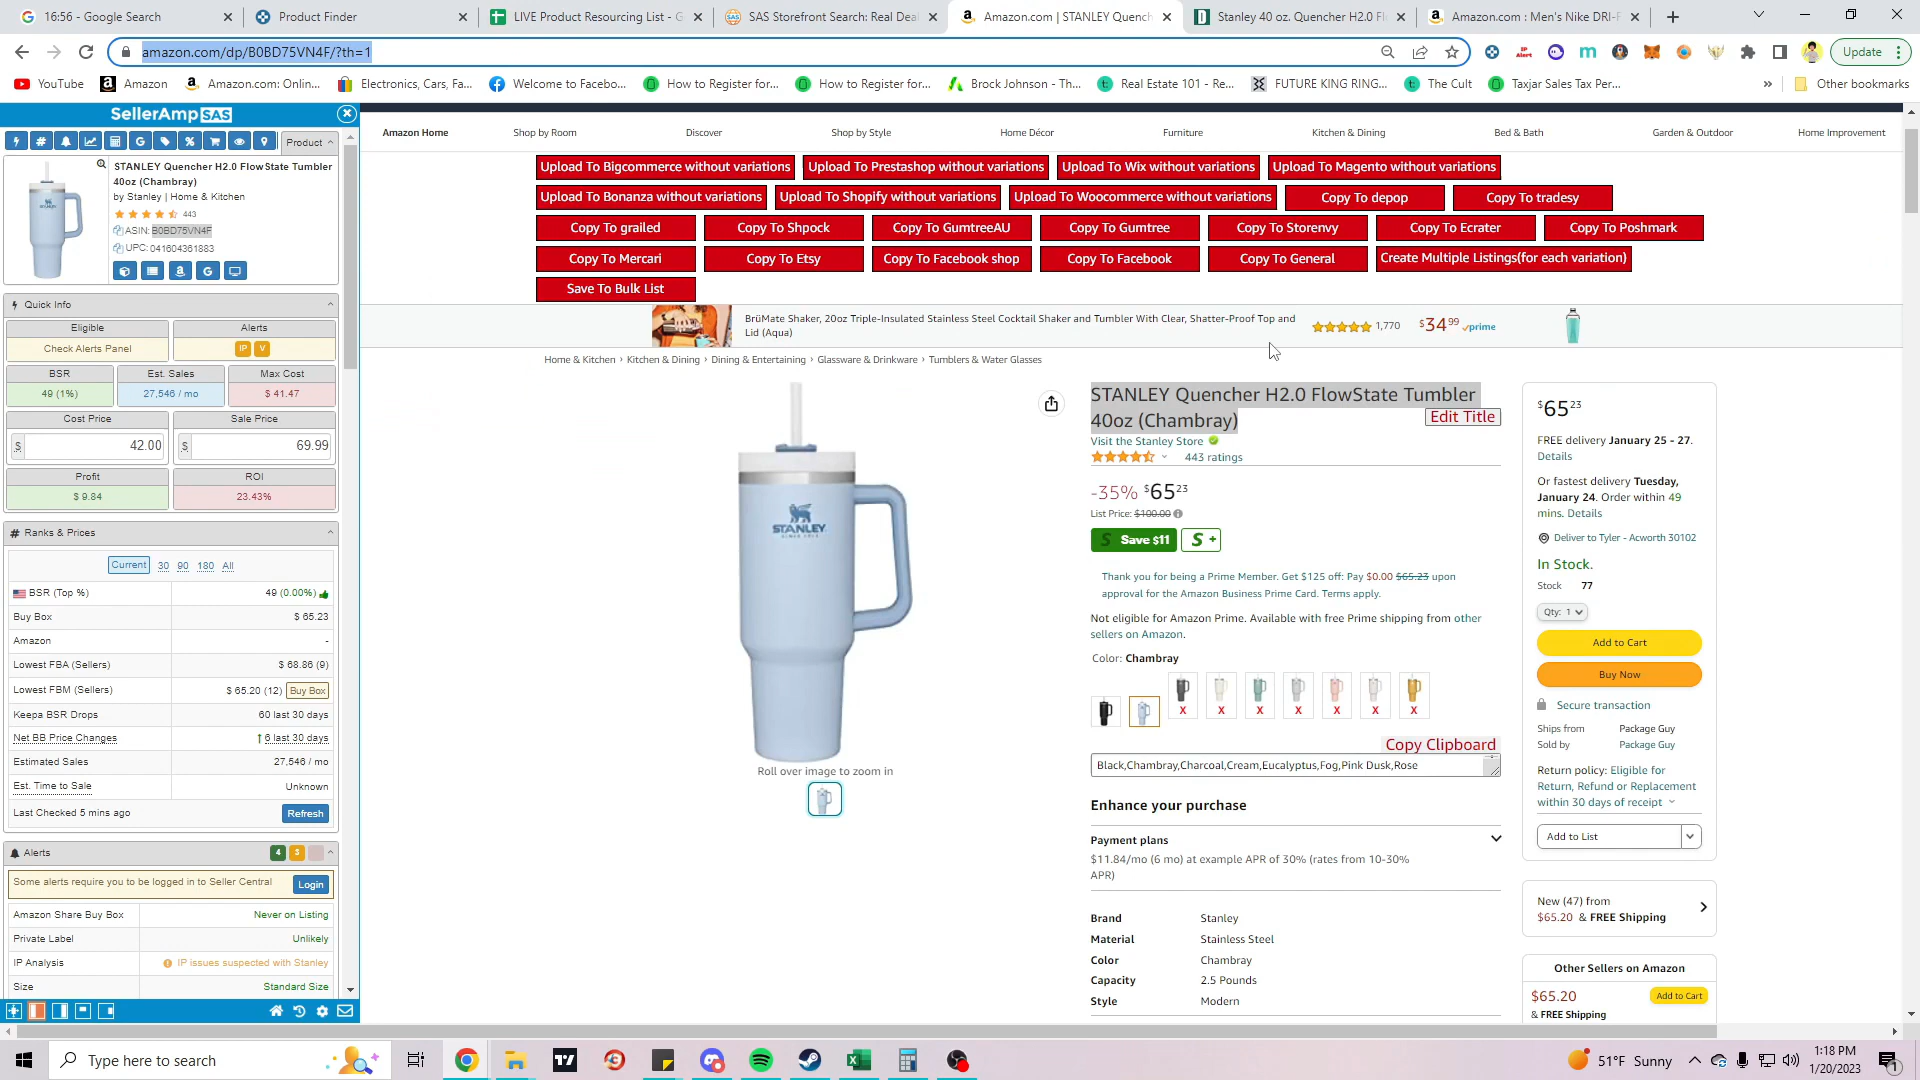 16:56 - Google Search
Product Finder
LIVE Product Resourcing List - G
SAS Storefront Search: Real Deal
Amazon.com | STANLEY Quench
Stanley 40 oz. Quencher H2.0 Fl
Amazon.com : Men's Nike DRI-F
amazon.com/dp/B0BD75VN4F/?th=1
Update
YouTube
Amazon
Amazon.com: Onlin...
Electronics, Cars, Fa...
Welcome to Facebo...
How to Register for...
How to Register for...
Brock Johnson - Th...
Real Estate 101 - Re...
FUTURE KING RING...
The Cult
Taxjar Sales Tax Per...
»
Other bookmarks
SellerAmp SAS
Product
STANLEY Quencher H2.0 FlowState Tumbler
40oz (Chambray)
by Stanley | Home & Kitchen
443
ASIN: B0BD75VN4F
UPC: 041604361883
Quick Info
Eligible
Alerts
Check Alerts Panel
IP V
BSR
Est. Sales
Max Cost
49 (1%)
27,546 / mo
$ 41.47
Cost Price
Sale Price
$ 42.00
$ 69.99
Profit
ROI
$ 9.84
23.43%
# Ranks & Prices
Current 30 90 180 All
BSR (Top %) 49 (0.00%)
Buy Box $ 65.23
Amazon -
Lowest FBA (Sellers) $ 68.86 (9)
Lowest FBM (Sellers) $ 65.20 (12) Buy Box
Keepa BSR Drops 60 last 30 days
Net BB Price Changes 6 last 30 days
Estimated Sales 27,546 / mo
Est. Time to Sale Unknown
Last Checked 5 mins ago Refresh
Alerts 4 3
Some alerts require you to be logged in to Seller Central Login
Amazon Share Buy Box Never on Listing
Private Label Unlikely
IP Analysis IP issues suspected with Stanley
Size Standard Size
Amazon Home
Shop by Room
Discover
Shop by Style
Home Décor
Furniture
Kitchen & Dining
Bed & Bath
Garden & Outdoor
Home Improvement
Upload To Bigcommerce without variations
Upload To Prestashop without variations
Upload To Wix without variations
Upload To Magento without variations
Upload To Bonanza without variations
Upload To Shopify without variations
Upload To Woocommerce without variations
Copy To depop
Copy To tradesy
Copy To grailed
Copy To Shpock
Copy To GumtreeAU
Copy To Gumtree
Copy To Storenvy
Copy To Ecrater
Copy To Poshmark
Copy To Mercari
Copy To Etsy
Copy To Facebook shop
Copy To Facebook
Copy To General
Create Multiple Listings(for each variation)
Save To Bulk List
BrüMate Shaker, 20oz Triple-Insulated Stainless Steel Cocktail Shaker and Tumbler With Clear, Shatter-Proof Top and
Lid (Aqua)
1,770
$34 99 prime
Home & Kitchen › Kitchen & Dining › Dining & Entertaining › Glassware & Drinkware › Tumblers & Water Glasses
STANLEY
Roll over image to zoom in
STANLEY Quencher H2.0 FlowState Tumbler
40oz (Chambray)
Edit Title
Visit the Stanley Store
443 ratings
-35% $65 23
List Price: $100.00
Save $11
S +
Thank you for being a Prime Member. Get $125 off: Pay $0.00 $65.23 upon
approval for the Amazon Business Prime Card. Terms apply.
Not eligible for Amazon Prime. Available with free Prime shipping from other
sellers on Amazon.
Color: Chambray
X X X X X X X
Copy Clipboard
Black,Chambray,Charcoal,Cream,Eucalyptus,Fog,Pink Dusk,Rose
Enhance your purchase
Payment plans
$11.84/mo (6 mo) at example APR of 30% (rates from 10-30%
APR)
Brand Stanley
Material Stainless Steel
Color Chambray
Capacity 2.5 Pounds
Style Modern
$65 23
FREE delivery January 25 - 27.
Details
Or fastest delivery Tuesday,
January 24. Order within 49
mins. Details
Deliver to Tyler - Acworth 30102
In Stock.
Stock 77
Qty: 1
Add to Cart
Buy Now
Secure transaction
Ships from Package Guy
Sold by Package Guy
Return policy: Eligible for
Return, Refund or Replacement
within 30 days of receipt
Add to List
New (47) from
$65.20 & FREE Shipping
Other Sellers on Amazon
$65.20 Add to Cart
& FREE Shipping
Type here to search
51°F Sunny
1:18 PM
1/20/2023
1